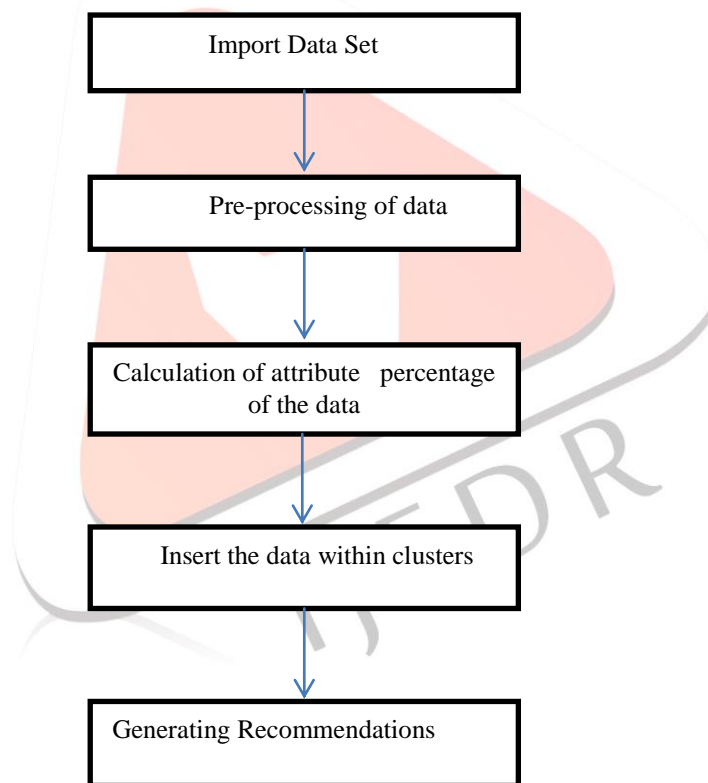 Import Data Set
Pre-processing of data
Calculation of attribute percentage
of the data
Insert the data within clusters
Generating Recommendations
IJEDR